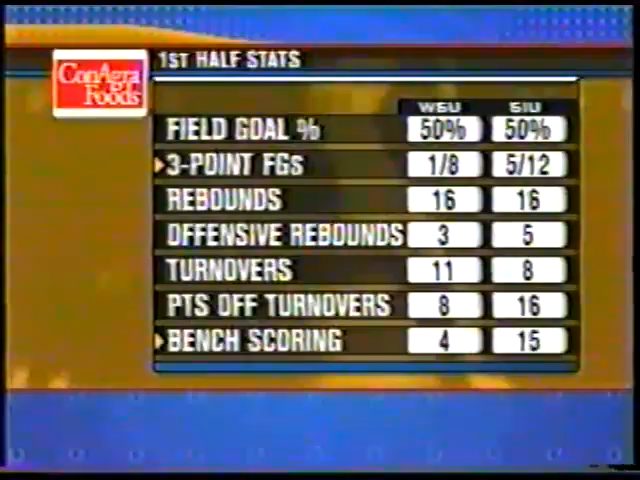 ConAgra
Foods
1ST HALF STATS
WSU SIU
FIELD GOAL % 50% 50%
3-POINT FGs 1/8 5/12
REBOUNDS 16 16
OFFENSIVE REBOUNDS 3 5
TURNOVERS 11 8
PTS OFF TURNOVERS 8 16
BENCH SCORING 4 15